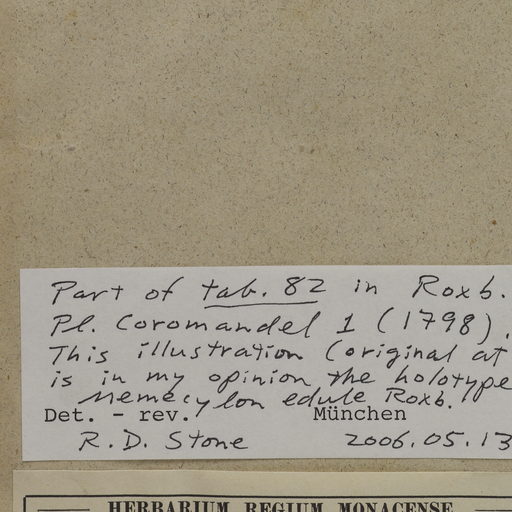 Part of tab. 82 in Roxb.
Pl. Coromandel 1 (1798).
This illustration (original at
is in my opinion the holotype
Memecylon edule Roxb.
Det. - rev. München
R.D. Stone 2006.05.13
HERBARIUM REGIUM MONACENSE